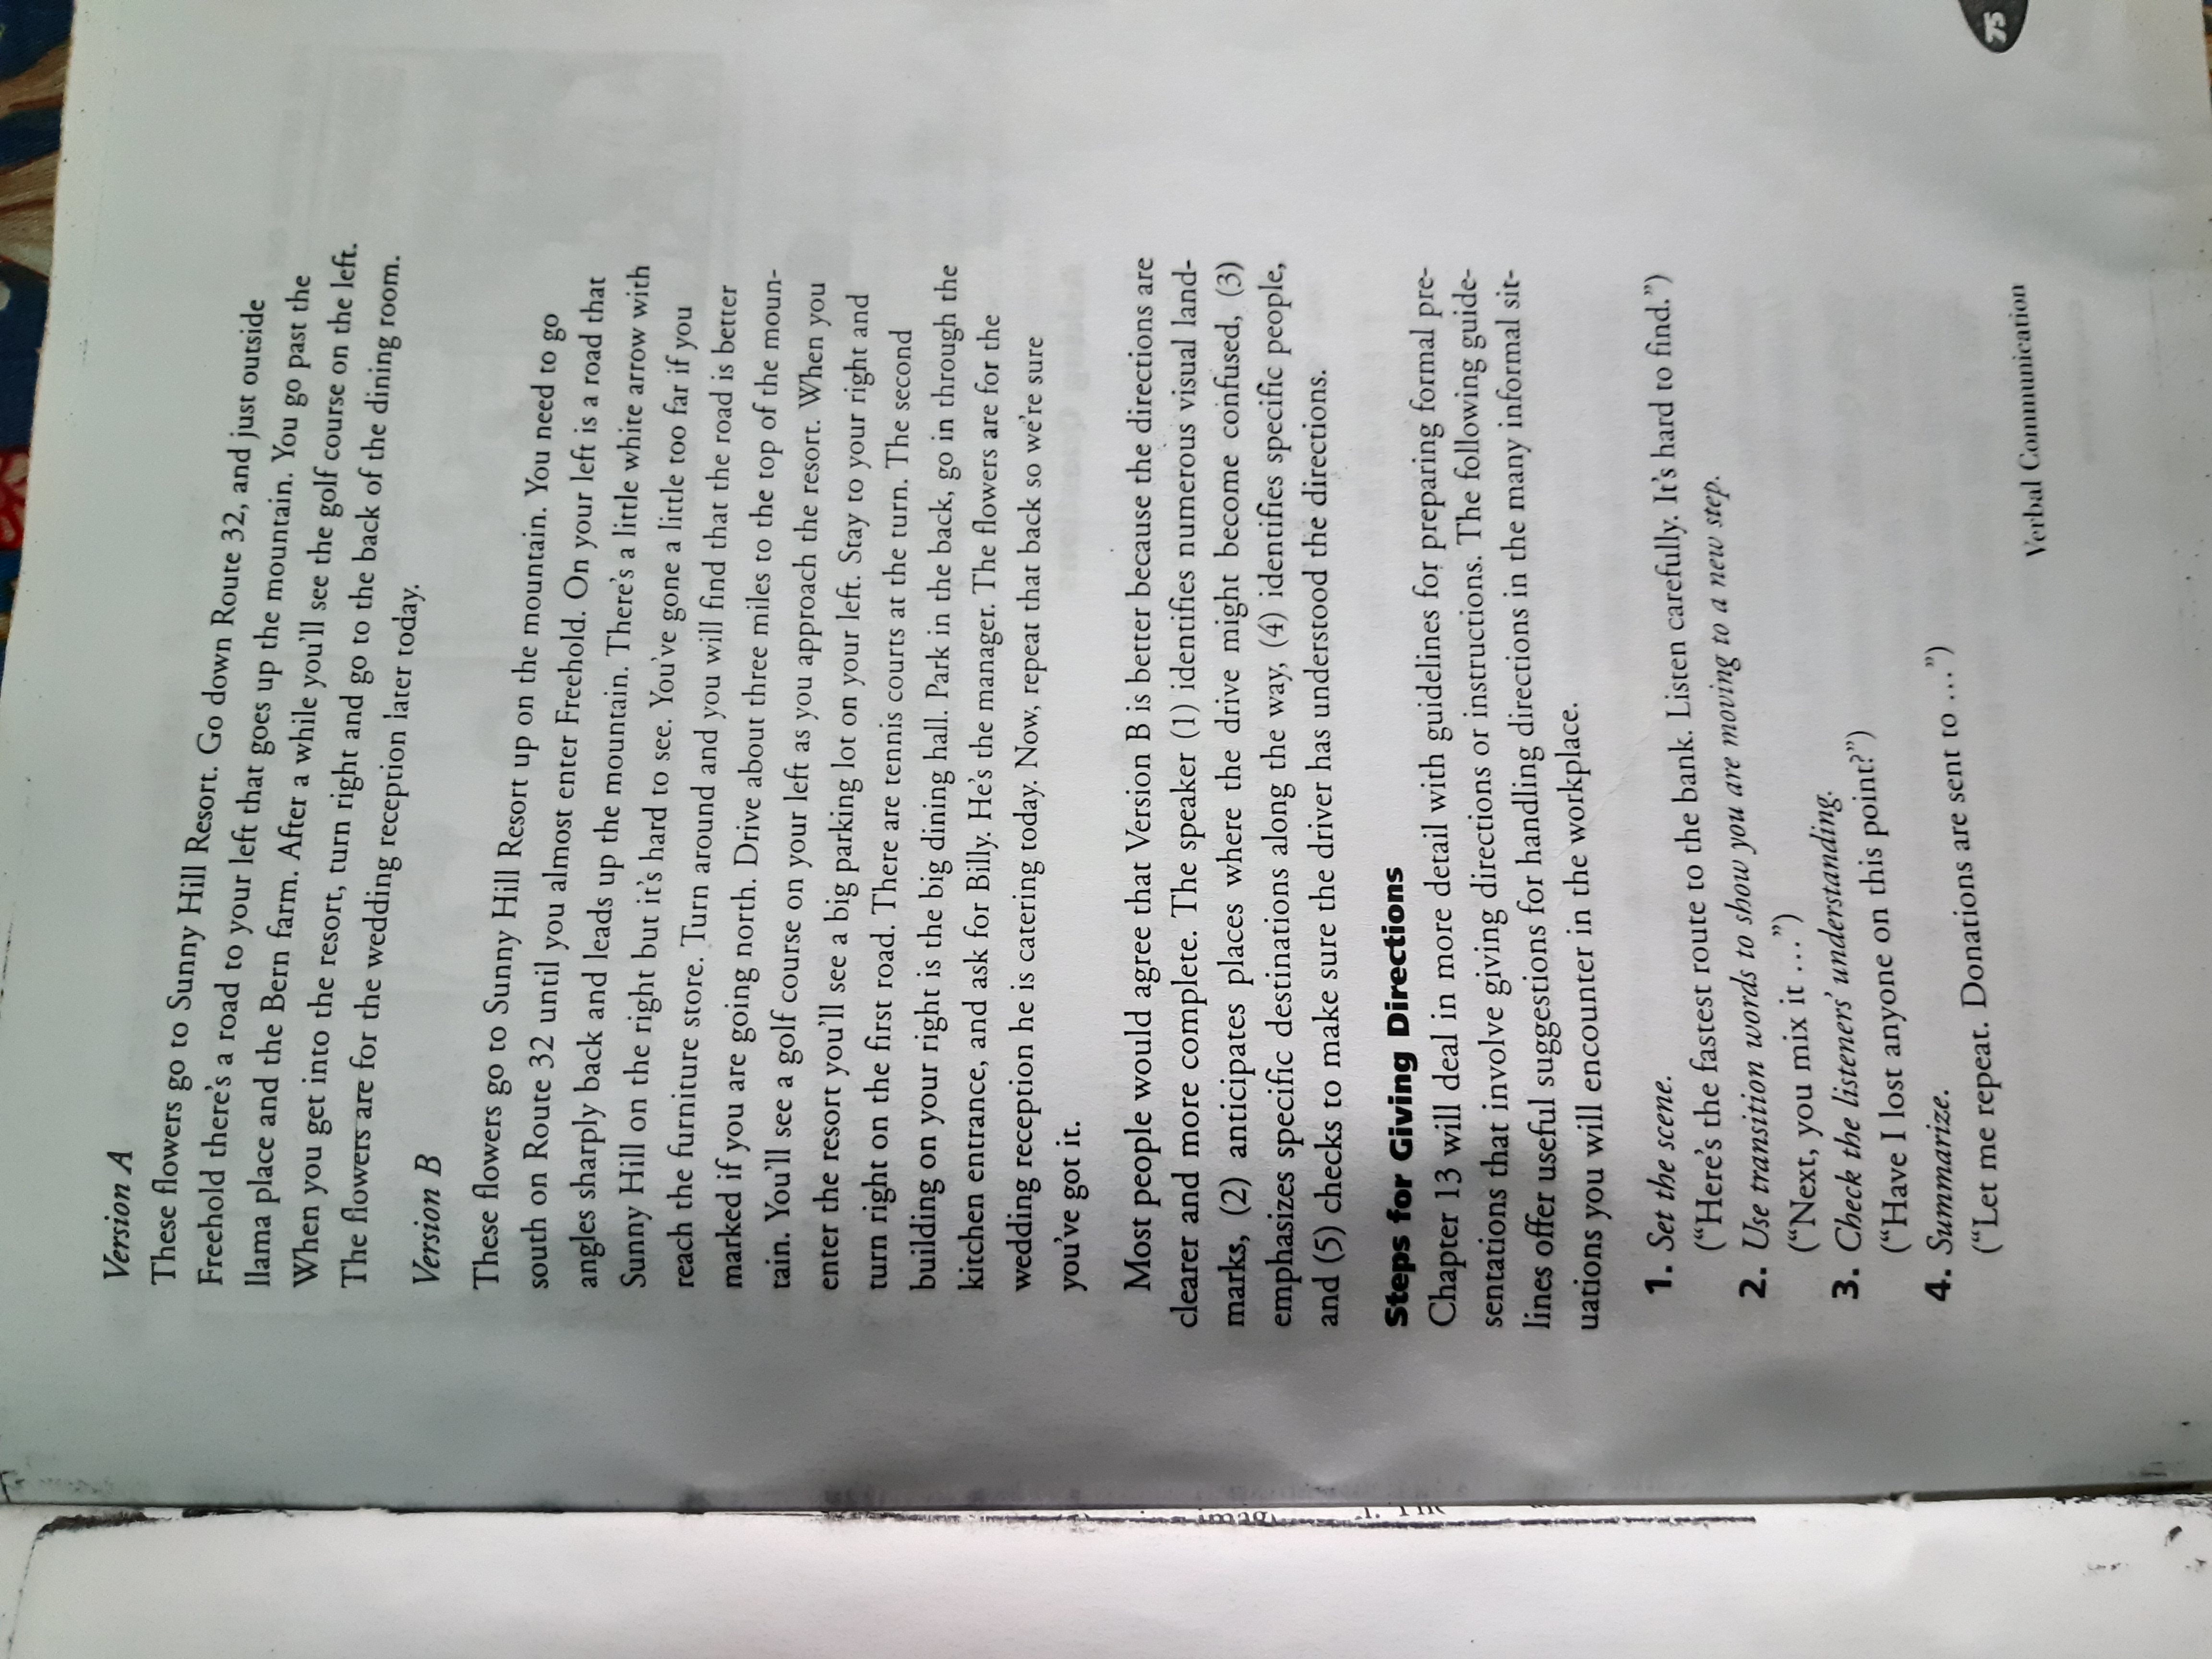 Version A
These flowers go to Sunny Hill Resort. Go down Route 32, and just outside
Freehold there's a road to your left that goes up the mountain. You go past the
llama place and the Bern farm. After a while you'll see the golf course on the left.
When you get into the resort, turn right and go to the back of the dining room.
The flowers are for the wedding reception later today.
Version B
These flowers go to Sunny Hill Resort up on the mountain. You need to go
south on Route 32 until you almost enter Freehold. On your left is a road that
angles sharply back and leads up the mountain. There's a little white arrow with
Sunny Hill on the right but it's hard to see. You've gone a little too far if you
reach the furniture store. Turn around and you will find that the road is better
marked if you are going north. Drive about three miles to the top of the moun-
tain. You'll see a golf course on your left as you approach the resort. When you
enter the resort you'll see a big parking lot on your left. Stay to your right and
turn right on the first road. There are tennis courts at the turn. The second
building on your right is the big dining hall. Park in the back, go in through the
kitchen entrance, and ask for Billy. He's the manager. The flowers are for the
wedding reception he is catering today. Now, repeat that back so we're sure
you've got it.
Most people would agree that Version B is better because the directions are
clearer and more complete. The speaker (1) identifies numerous visual land-
marks, (2) anticipates places where the drive might become confused, (3)
emphasizes specific destinations along the way, (4) identifies specific people,
and (5) checks to make sure the driver has understood the directions.
Steps for Giving Directions
Chapter 13 will deal in more detail with guidelines for preparing formal pre-
sentations that involve giving directions or instructions. The following guide-
lines offer useful suggestions for handling directions in the many informal sit-
uations you will encounter in the workplace.
1. Set the scene.
("Here's the fastest route to the bank. Listen carefully. It's hard to find.")
2. Use transition words to show you are moving to a new step.
("Next, you mix it ...")
3. Check the listeners' understanding.
("Have I lost anyone on this point?")
4. Summarize.
("Let me repeat. Donations are sent to ...")
Verbal Communication
75